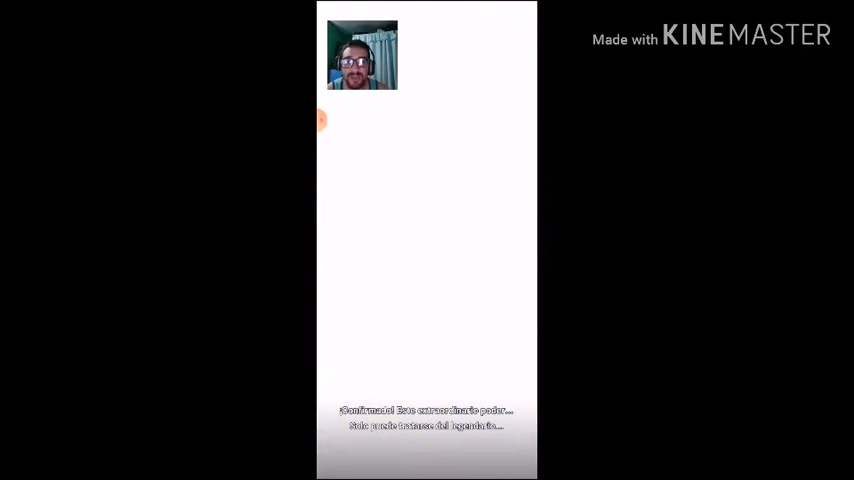 Made with KINEMASTER
¡Confirmado! Este extraordinario poder...
Solo puede tratarse del legendario...